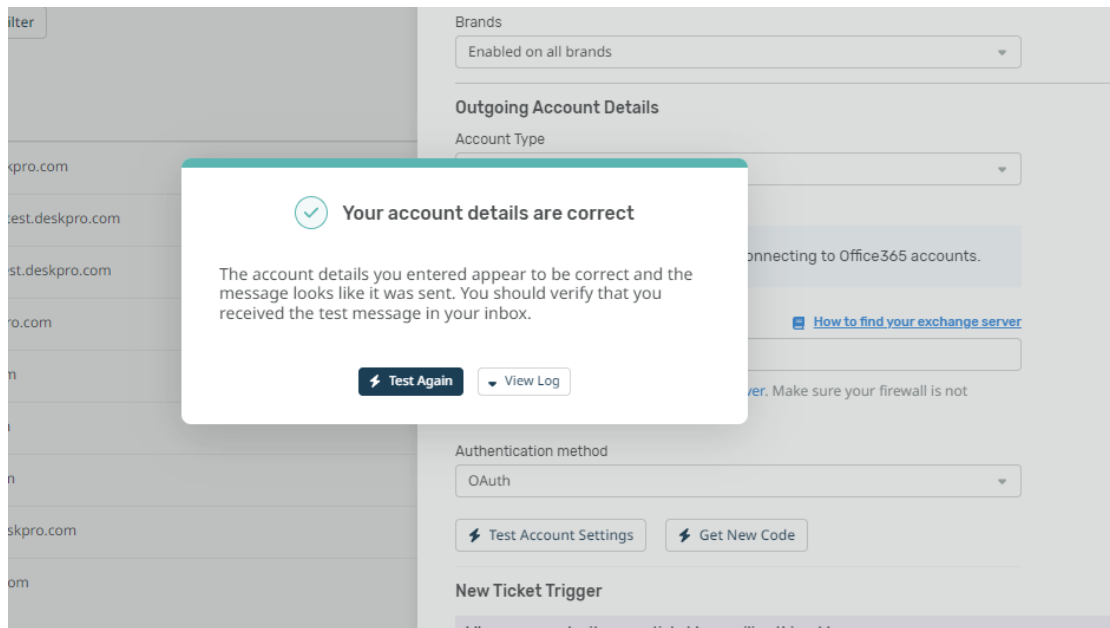 ilter
kpro.com
test.deskpro.com
st.deskpro.com
ro.com
m
n
skpro.com
om
Brands
Enabled on all brands
Outgoing Account Details
Account Type
onnecting to Office365 accounts.
How to find your exchange server
ver. Make sure your firewall is not
Authentication method
OAuth
Test Account Settings
Get New Code
New Ticket Trigger
Your account details are correct
The account details you entered appear to be correct and the
message looks like it was sent. You should verify that you
received the test message in your inbox.
Test Again
View Log